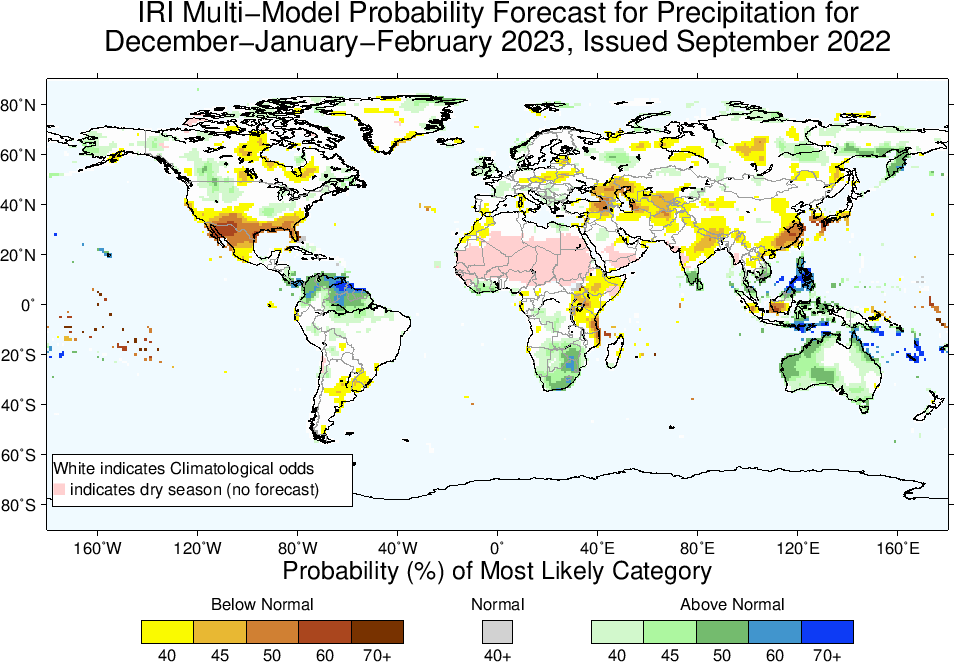 IRI Multi−Model Probability Forecast for Precipitation for
December−January−February 2023, Issued September 2022
80˚N
60˚N
40˚N
20˚N
0˚
20˚S
40˚S
60˚S
80˚S
White indicates Climatological odds
indicates dry season (no forecast)
160˚W 120˚W 80˚W 40˚W 0˚ 40˚E 80˚E 120˚E 160˚E
Probability (%) of Most Likely Category
Below Normal Normal Above Normal
40 45 50 60 70+ 40+ 40 45 50 60 70+